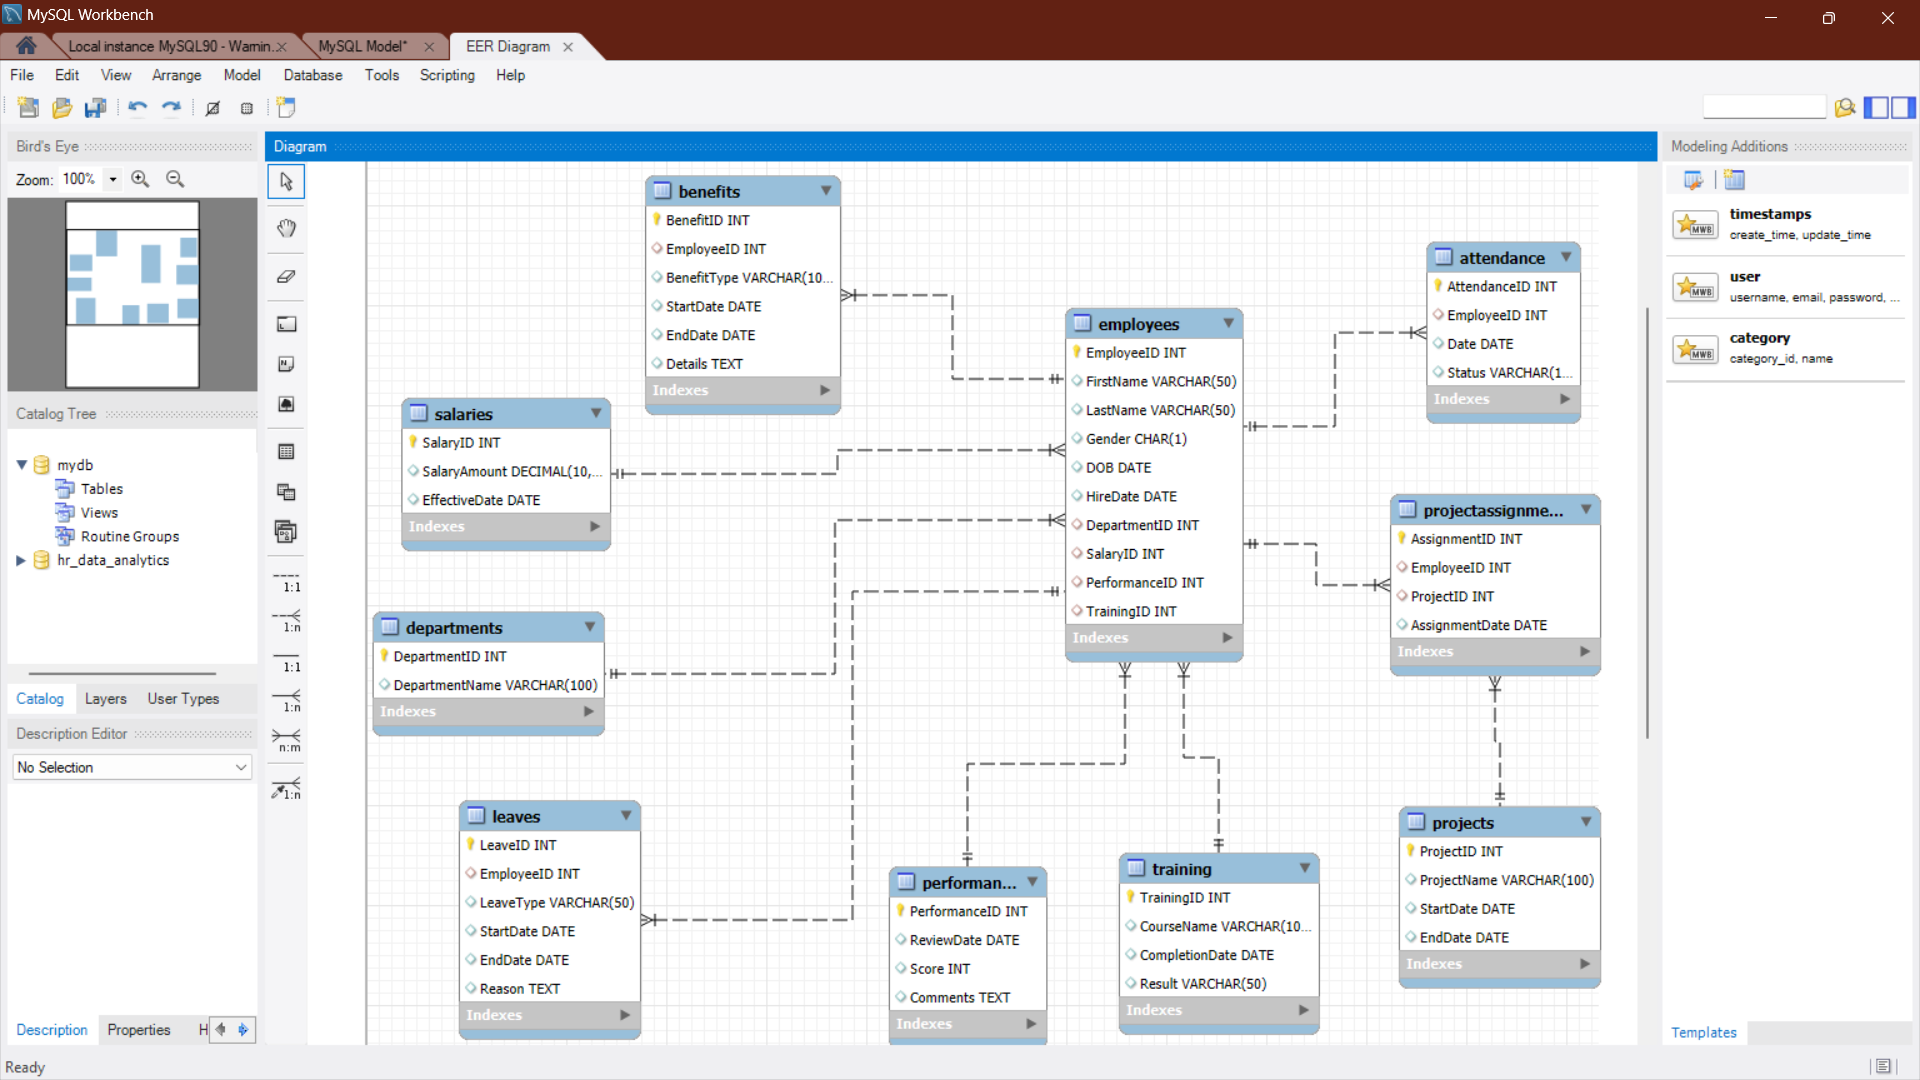 MySQL Workbench
Local instance MySQL90 - Warnin...
MySQL Model*
EER Diagram
File Edit View Arrange Model Database Tools Scripting Help
Bird's Eye
Zoom: 100%
Catalog Tree
mydb
Tables
Views
Routine Groups
hr_data_analytics
Catalog Layers User Types
Description Editor
No Selection
Description Properties H
Ready
Diagram
1:1
1:n
1:1
1:n
n:m
1:n
benefits
BenefitID INT
EmployeeID INT
BenefitType VARCHAR(10...
StartDate DATE
EndDate DATE
Details TEXT
Indexes
salaries
SalaryID INT
SalaryAmount DECIMAL(10,...
EffectiveDate DATE
Indexes
departments
DepartmentID INT
DepartmentName VARCHAR(100)
Indexes
leaves
LeaveID INT
EmployeeID INT
LeaveType VARCHAR(50)
StartDate DATE
EndDate DATE
Reason TEXT
Indexes
employees
EmployeeID INT
FirstName VARCHAR(50)
LastName VARCHAR(50)
Gender CHAR(1)
DOB DATE
HireDate DATE
DepartmentID INT
SalaryID INT
PerformanceID INT
TrainingID INT
Indexes
performan...
PerformanceID INT
ReviewDate DATE
Score INT
Comments TEXT
Indexes
training
TrainingID INT
CourseName VARCHAR(10...
CompletionDate DATE
Result VARCHAR(50)
Indexes
attendance
AttendanceID INT
EmployeeID INT
Date DATE
Status VARCHAR(1...
Indexes
projectassignme...
AssignmentID INT
EmployeeID INT
ProjectID INT
AssignmentDate DATE
Indexes
projects
ProjectID INT
ProjectName VARCHAR(100)
StartDate DATE
EndDate DATE
Indexes
Modeling Additions
MWB
timestamps
create_time, update_time
MWB
user
username, email, password, ...
MWB
category
category_id, name
Templates